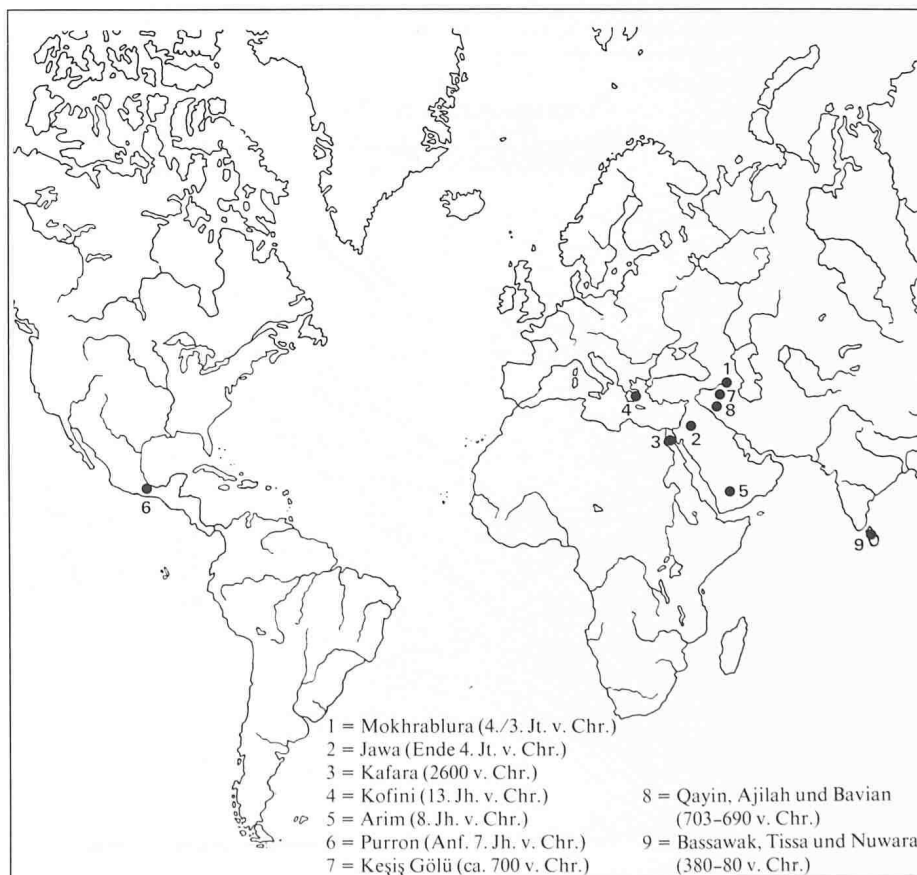 1
7
8
4
2
3
5
6
9
1 = Mokhrablura (4./3. Jt. v. Chr.)
2 = Jawa (Ende 4. Jt. v. Chr.)
3 = Kafara (2600 v. Chr.)
4 = Kofini (13. Jh. v. Chr.)
5 = Arim (8. Jh. v. Chr.)
6 = Purron (Anf. 7. Jh. v. Chr.)
7 = Keşiş Gölü (ca. 700 v. Chr.)
8 = Qayin, Ajilah und Bavian
(703–690 v. Chr.)
9 = Bassawak, Tissa und Nuwara
(380–80 v. Chr.)